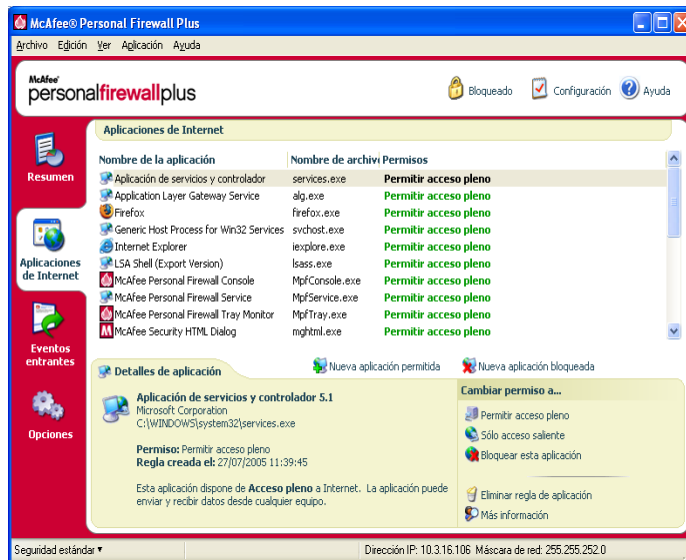 McAfee® Personal Firewall Plus
Archivo Edición Ver Aplicación Ayuda
McAfee®
personalfirewallplus
Bloqueado Configuración Ayuda
Resumen
Aplicaciones de Internet
Eventos entrantes
Opciones
Aplicaciones de Internet
Nombre de la aplicación Nombre de archivo Permisos
Aplicación de servicios y controlador services.exe Permitir acceso pleno
Application Layer Gateway Service alg.exe Permitir acceso pleno
Firefox firefox.exe Permitir acceso pleno
Generic Host Process for Win32 Services svchost.exe Permitir acceso pleno
Internet Explorer iexplore.exe Permitir acceso pleno
LSA Shell (Export Version) lsass.exe Permitir acceso pleno
McAfee Personal Firewall Console MpfConsole.exe Permitir acceso pleno
McAfee Personal Firewall Service MpfService.exe Permitir acceso pleno
McAfee Personal Firewall Tray Monitor MpfTray.exe Permitir acceso pleno
McAfee Security HTML Dialog mghtml.exe Permitir acceso pleno
Detalles de aplicación
Nueva aplicación permitida Nueva aplicación bloqueada
Aplicación de servicios y controlador 5.1
Microsoft Corporation
C:\WINDOWS\system32\services.exe
Permiso: Permitir acceso pleno
Regla creada el: 27/07/2005 11:39:45
Esta aplicación dispone de Acceso pleno a Internet. La aplicación puede
enviar y recibir datos desde cualquier equipo.
Cambiar permiso a...
Permitir acceso pleno
Sólo acceso saliente
Bloquear esta aplicación
Eliminar regla de aplicación
Más información
Seguridad estándar Dirección IP: 10.3.16.106 Máscara de red: 255.255.252.0